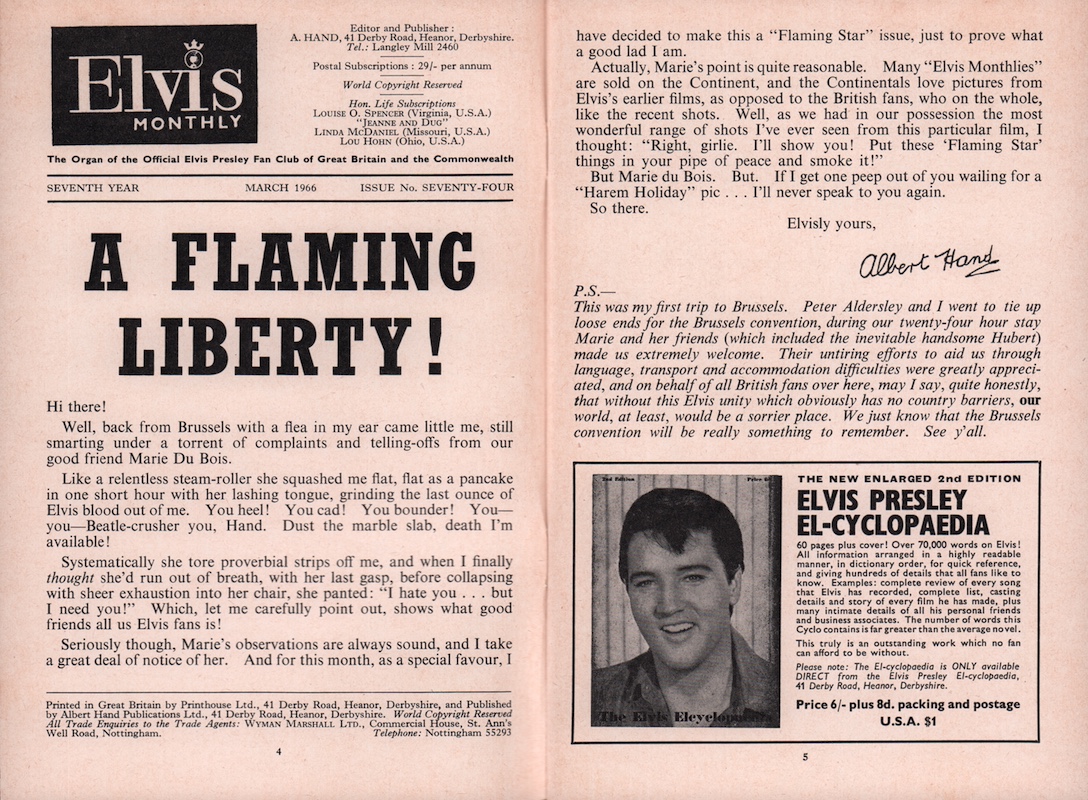 Elvis
MONTHLY
Editor and Publisher :
A. HAND, 41 Derby Road, Heanor, Derbyshire.
Tel.: Langley Mill 2460
Postal Subscriptions : 29/- per annum
World Copyright Reserved
Hon. Life Subscriptions
LOUISE O. SPENCER (Virginia, U.S.A.)
"JEANNE AND DUG"
LINDA MCDANIEL (Missouri, U.S.A.)
LOU HOHN (Ohio, U.S.A.)
The Organ of the Official Elvis Presley Fan Club of Great Britain and the Commonwealth
SEVENTH YEAR MARCH 1966 ISSUE No. SEVENTY-FOUR
A FLAMING
LIBERTY!
Hi there!
Well, back from Brussels with a flea in my ear came little me, still
smarting under a torrent of complaints and telling-offs from our
good friend Marie Du Bois.
Like a relentless steam-roller she squashed me flat, flat as a pancake
in one short hour with her lashing tongue, grinding the last ounce of
Elvis blood out of me. You heel! You cad! You bounder! You—
you—Beatle-crusher you, Hand. Dust the marble slab, death I'm
available!
Systematically she tore proverbial strips off me, and when I finally
thought she'd run out of breath, with her last gasp, before collapsing
with sheer exhaustion into her chair, she panted: "I hate you . . . but
I need you!" Which, let me carefully point out, shows what good
friends all us Elvis fans is!
Seriously though, Marie's observations are always sound, and I take
a great deal of notice of her. And for this month, as a special favour, I
Printed in Great Britain by Printhouse Ltd., 41 Derby Road, Heanor, Derbyshire, and Published
by Albert Hand Publications Ltd., 41 Derby Road, Heanor, Derbyshire. World Copyright Reserved
All Trade Enquiries to the Trade Agents: WYMAN MARSHALL LTD., Commercial House, St. Ann's
Well Road, Nottingham. Telephone: Nottingham 55293
4
have decided to make this a "Flaming Star" issue, just to prove what
a good lad I am.
Actually, Marie's point is quite reasonable. Many "Elvis Monthlies"
are sold on the Continent, and the Continentals love pictures from
Elvis's earlier films, as opposed to the British fans, who on the whole,
like the recent shots. Well, as we had in our possession the most
wonderful range of shots I've ever seen from this particular film, I
thought: "Right, girlie. I'll show you! Put these 'Flaming Star'
things in your pipe of peace and smoke it!"
But Marie du Bois. But. If I get one peep out of you wailing for a
"Harem Holiday" pic . . . I'll never speak to you again.
So there.
Elvisly yours,
Albert Hand
P.S.—
This was my first trip to Brussels. Peter Aldersley and I went to tie up
loose ends for the Brussels convention, during our twenty-four hour stay
Marie and her friends (which included the inevitable handsome Hubert)
made us extremely welcome. Their untiring efforts to aid us through
language, transport and accommodation difficulties were greatly appreci-
ated, and on behalf of all British fans over here, may I say, quite honestly,
that without this Elvis unity which obviously has no country barriers, our
world, at least, would be a sorrier place. We just know that the Brussels
convention will be really something to remember. See y'all.
2nd Edition
THE NEW ENLARGED 2nd EDITION
ELVIS PRESLEY
EL-CYCLOPAEDIA
60 pages plus cover! Over 70,000 words on Elvis!
All information arranged in a highly readable
manner, in dictionary order, for quick reference,
and giving hundreds of details that all fans like to
know. Examples: complete review of every song
that Elvis has recorded, complete list, casting
details and story of every film he has made, plus
many intimate details of all his personal friends
and business associates. The number of words this
Cyclo contains is far greater than the average novel.
This truly is an outstanding work which no fan
can afford to be without.
Please note: The El-cyclopaedia is ONLY available
DIRECT from the Elvis Presley El-cyclopaedia,
41 Derby Road, Heanor, Derbyshire.
Price 6/- plus 8d. packing and postage
U.S.A. $1
The Elvis
5